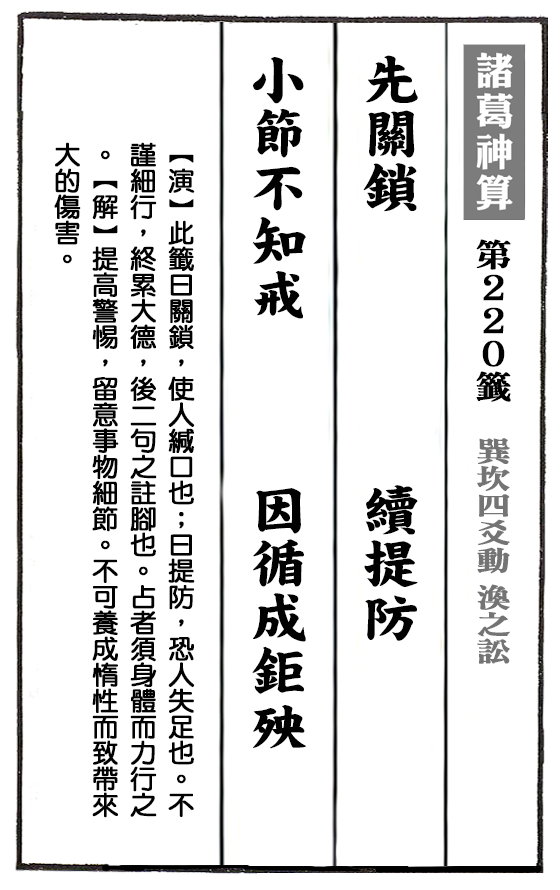 諸葛神算 第220籤 巽坎四爻動 渙之訟
先關鎖 續提防
小節不知戒 因循成鉅殃
【演】此籤曰關鎖，使人緘口也；曰提防，恐人失足也。不
謹細行，終累大德，後二句之註腳也。占者須身體而力行之
。【解】提高警惕，留意事物細節。不可養成惰性而致帶來
大的傷害。